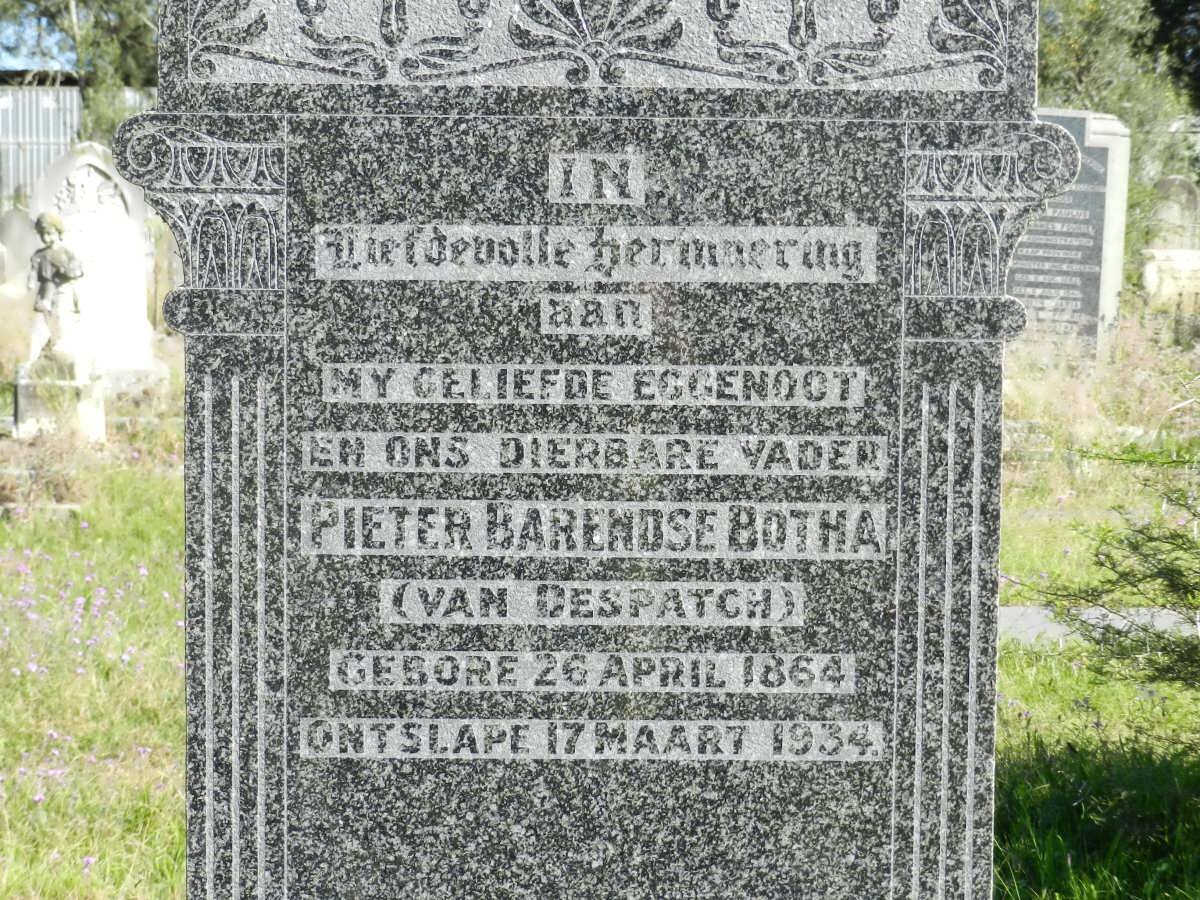 IN
Liefdevolle Herinnering
aan
MY GELIEFDE EGGENOOT
EN ONS DIERBARE VADER
PIETER BARENDSE BOTHA
(VAN DESPATCH)
GEBORE 26 APRIL 1864
ONTSLAPE 17 MAART 1934.